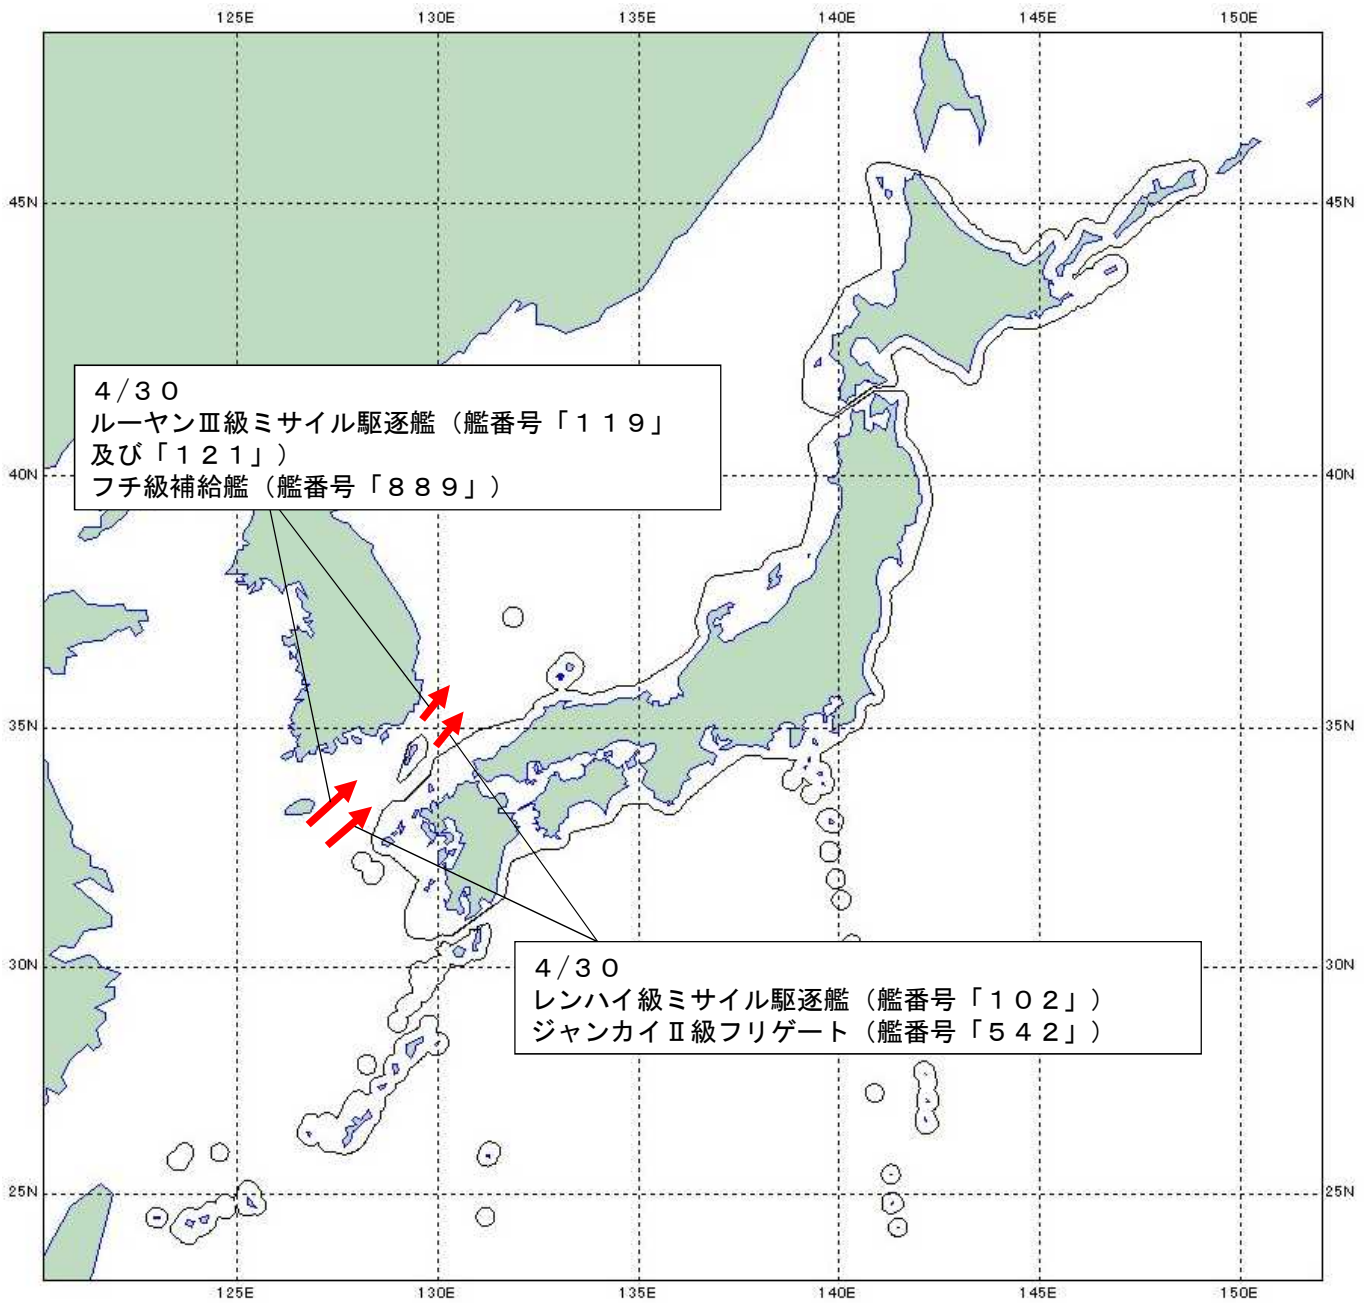 125E 130E 135E 140E 145E 150E
45N 45N
4/30
ルーヤンⅢ級ミサイル駆逐艦（艦番号「119」
及び「121」）
フチ級補給艦（艦番号「889」）
40N 40N
35N 35N
30N 30N
4/30
レンハイ級ミサイル駆逐艦（艦番号「102」）
ジャンカイⅡ級フリゲート（艦番号「542」）
25N 25N
125E 130E 135E 140E 145E 150E